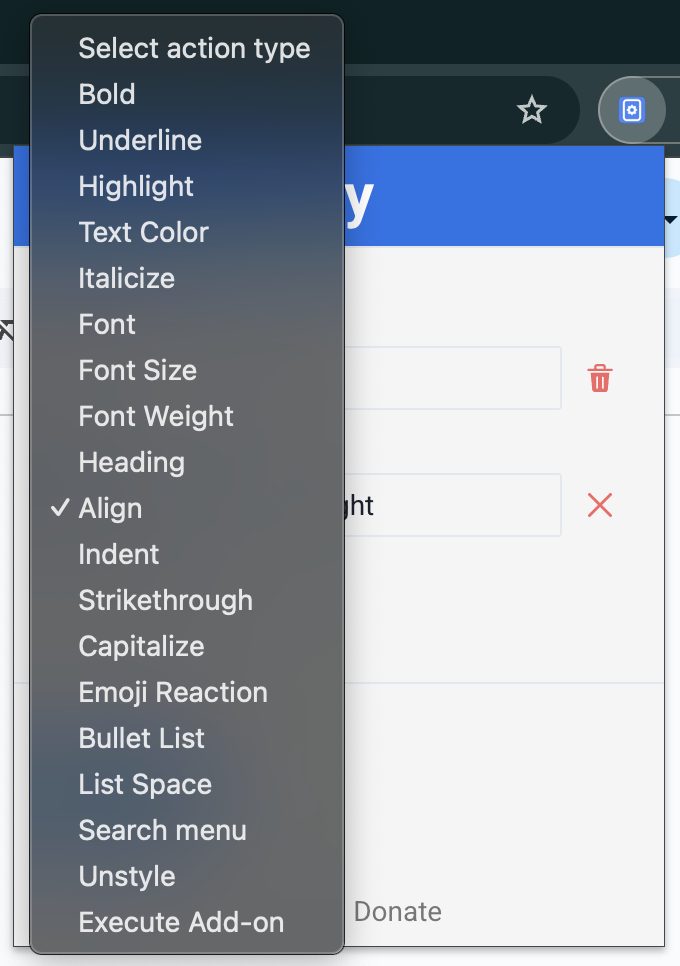 Select action type
Bold
Underline
Highlight
Text Color
Italicize
Font
Font Size
Font Weight
Heading
Align
Indent
Strikethrough
Capitalize
Emoji Reaction
Bullet List
List Space
Search menu
Unstyle
Execute Add-on
Donate